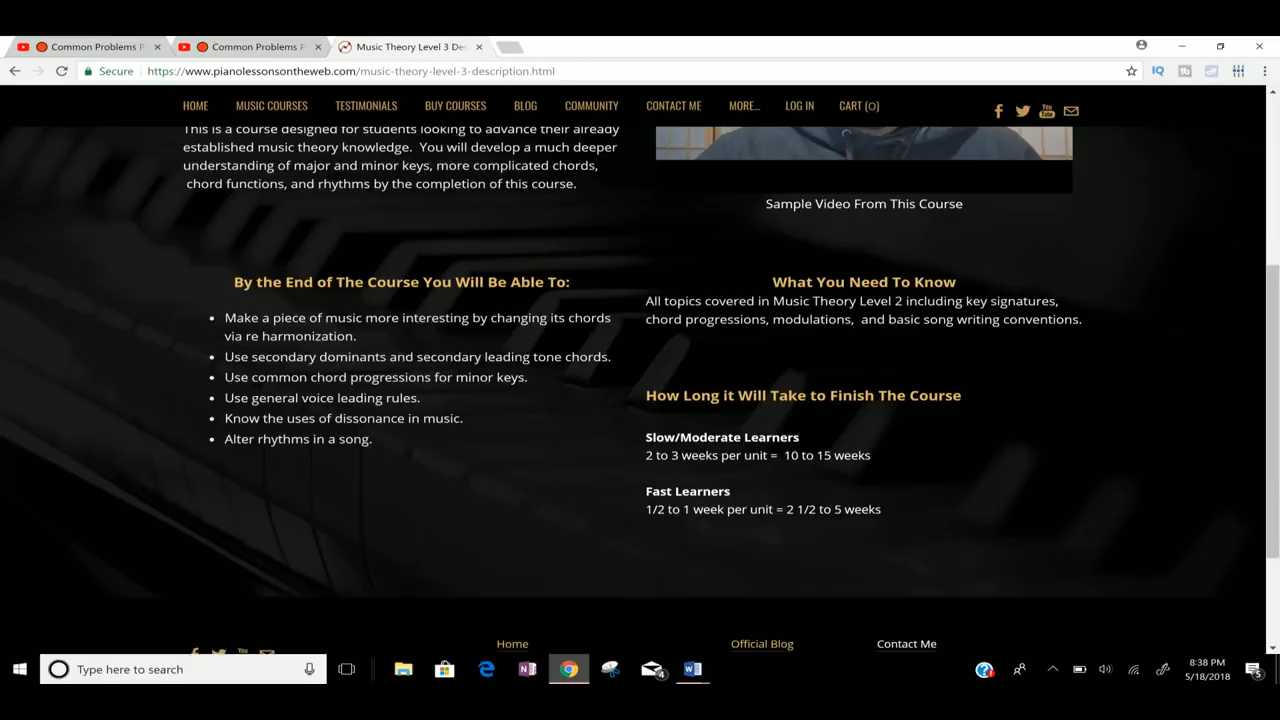 Common Problems P
Common Problems P
Music Theory Level 3 Des
Secure
https://www.pianolessonsontheweb.com/music-theory-level-3-description.html
HOME MUSIC COURSES TESTIMONIALS BUY COURSES BLOG COMMUNITY CONTACT ME MORE... LOG IN CART (0)
This is a course designed for students looking to advance their already
established music theory knowledge.  You will develop a much deeper
understanding of major and minor keys, more complicated chords,
chord functions, and rhythms by the completion of this course.
Sample Video From This Course
By the End of The Course You Will Be Able To:
• Make a piece of music more interesting by changing its chords
via re harmonization.
• Use secondary dominants and secondary leading tone chords.
• Use common chord progressions for minor keys.
• Use general voice leading rules.
• Know the uses of dissonance in music.
• Alter rhythms in a song.
What You Need To Know
All topics covered in Music Theory Level 2 including key signatures,
chord progressions, modulations,  and basic song writing conventions.
How Long it Will Take to Finish The Course
Slow/Moderate Learners
2 to 3 weeks per unit =  10 to 15 weeks
Fast Learners
1/2 to 1 week per unit = 2 1/2 to 5 weeks
Home
Official Blog
Contact Me
Type here to search
4
8:38 PM
5/18/2018
5